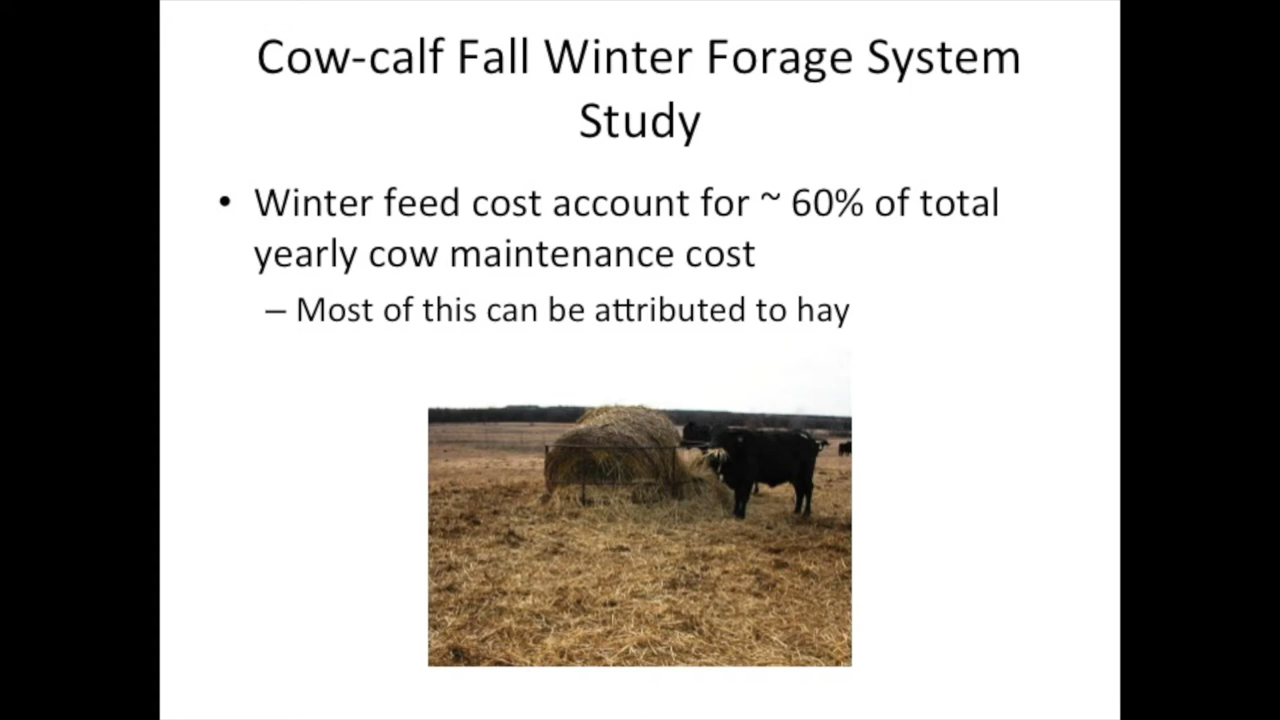 Cow-calf Fall Winter Forage System
Study
• Winter feed cost account for ~ 60% of total
yearly cow maintenance cost
– Most of this can be attributed to hay